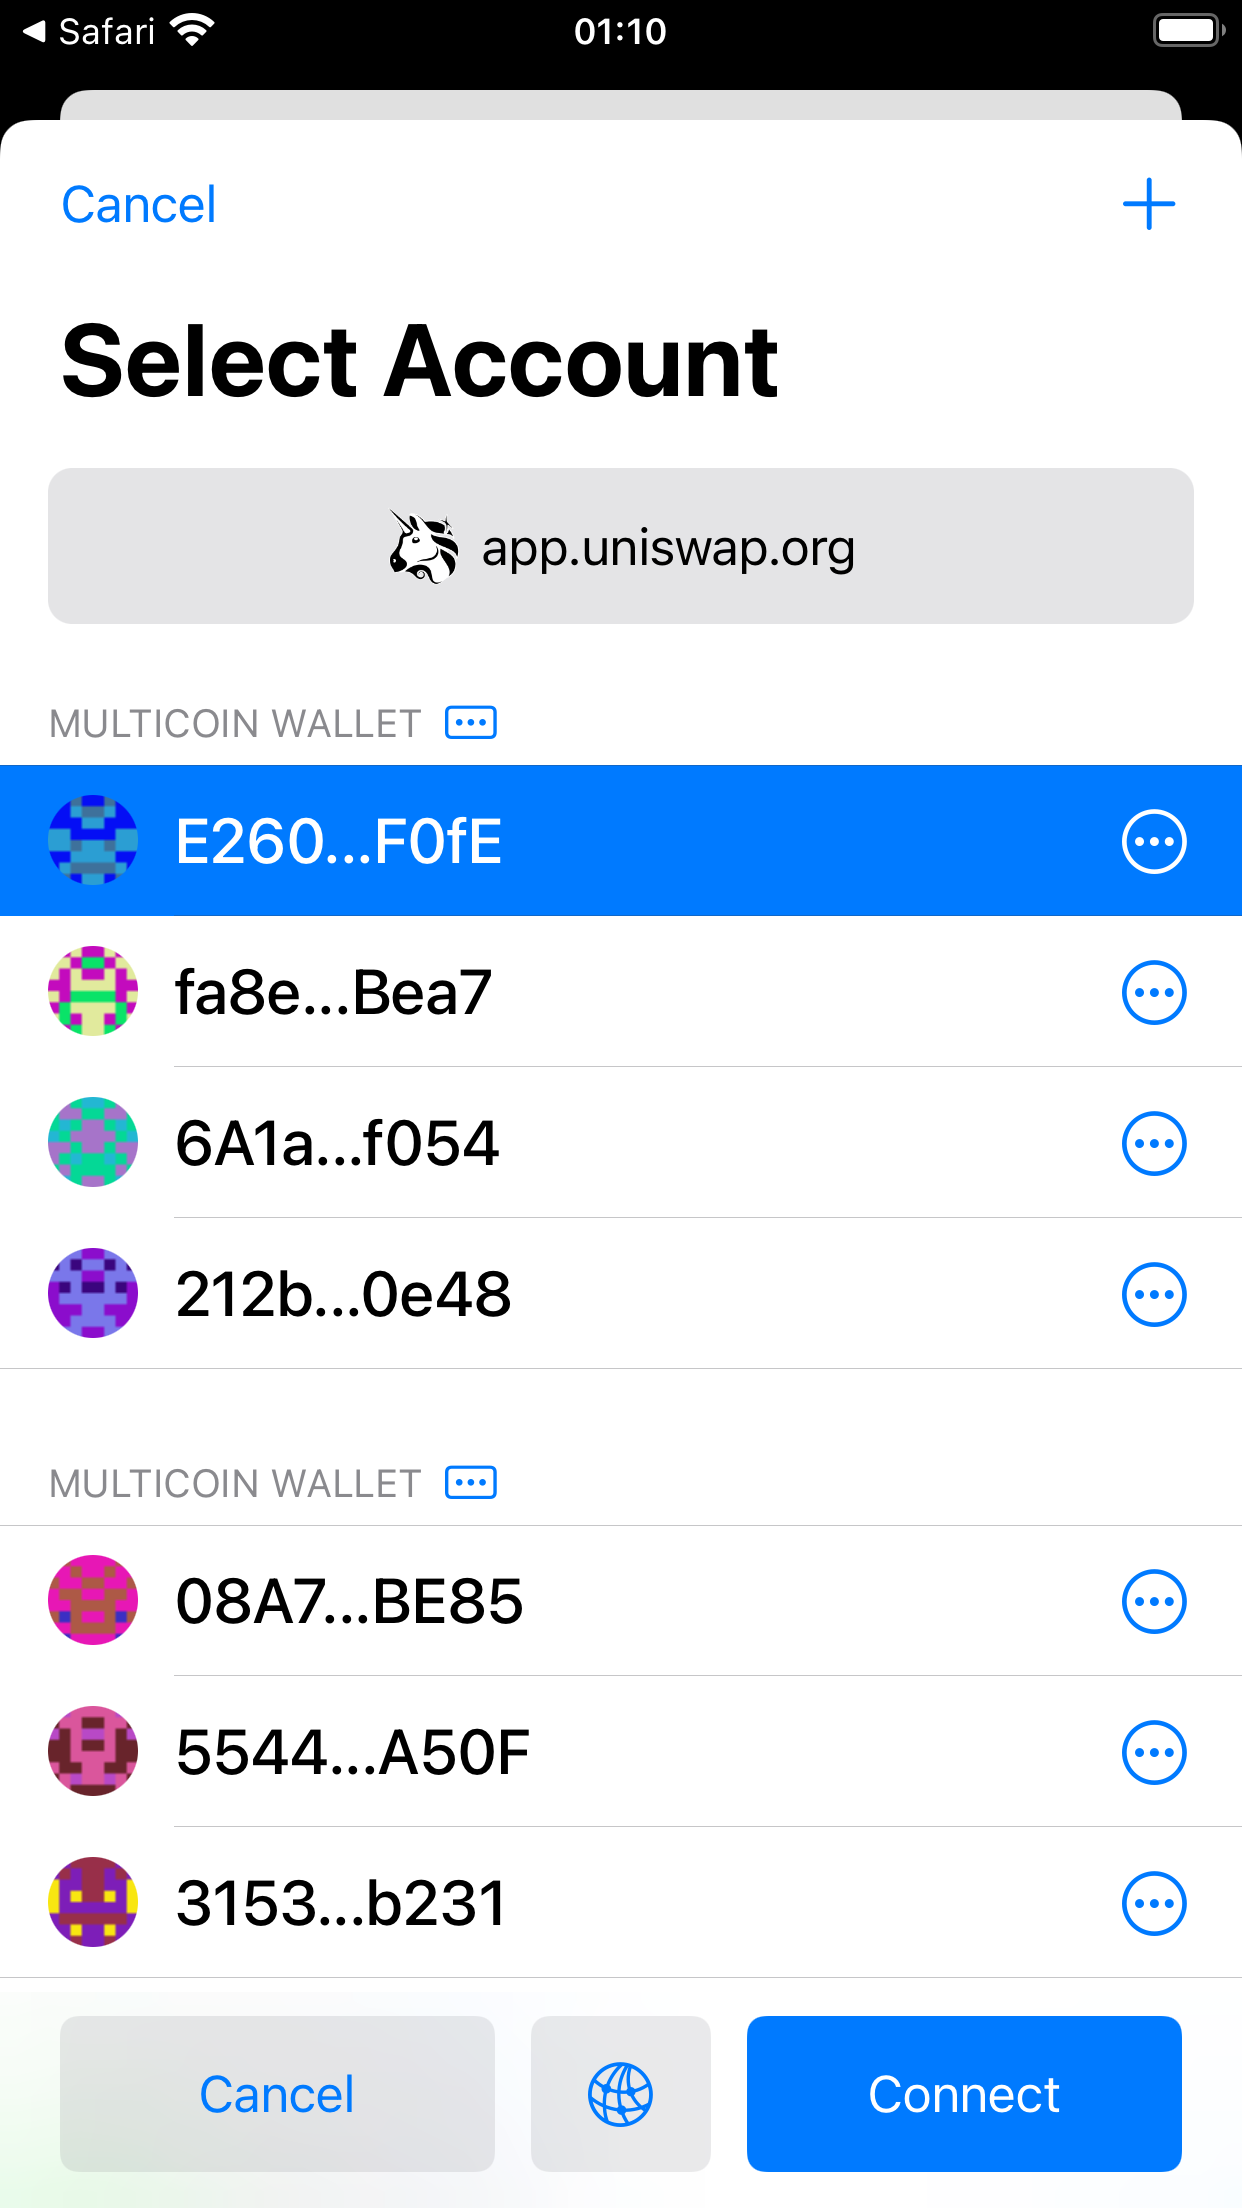 Safari
01:10
Cancel
Select Account
app.uniswap.org
MULTICOIN WALLET
E260...F0fE
fa8e...Bea7
6A1a...f054
212b...0e48
MULTICOIN WALLET
08A7...BE85
5544...A50F
3153...b231
Cancel
Connect